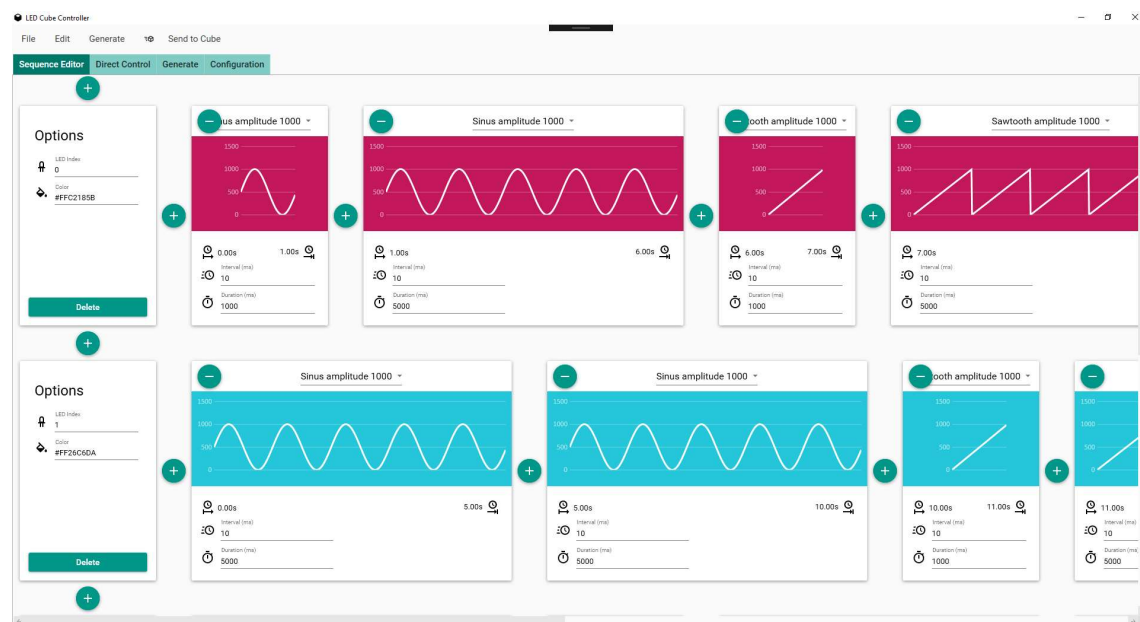 LED Cube Controller
File Edit Generate Send to Cube
Sequence Editor Direct Control Generate Configuration
Options
LED Index
0
Color
#FFC2185B
Delete
us amplitude 1000
1500
1000
500
0
0.00s 1.00s
Interval (ms)
10
Duration (ms)
1000
Sinus amplitude 1000
1500
1000
500
0
1.00s 6.00s
Interval (ms)
10
Duration (ms)
5000
ooth amplitude 1000
1500
1000
500
0
6.00s 7.00s
Interval (ms)
10
Duration (ms)
1000
Sawtooth amplitude 1000
1500
1000
500
0
7.00s
Interval (ms)
10
Duration (ms)
5000
Options
LED Index
1
Color
#FF26C6DA
Delete
Sinus amplitude 1000
1500
1000
500
0
0.00s 5.00s
Interval (ms)
10
Duration (ms)
5000
Sinus amplitude 1000
1500
1000
500
0
5.00s 10.00s
Interval (ms)
10
Duration (ms)
5000
ooth amplitude 1000
1500
1000
500
0
10.00s 11.00s
Interval (ms)
10
Duration (ms)
1000
1500
1000
500
0
11.00s
Interval (ms)
10
Duration (ms)
5000